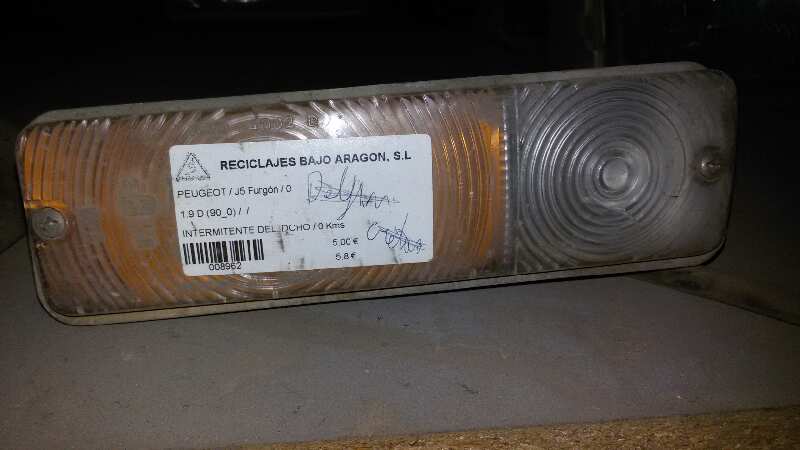 RECICLAJES BAJO ARAGON, S.L
PEUGEOT / J5 Furgón / 0
1.9 D (90_0) / /
INTERMITENTE DEL. DCHO / 0 Kms
5,00 €
5,8 €
008962